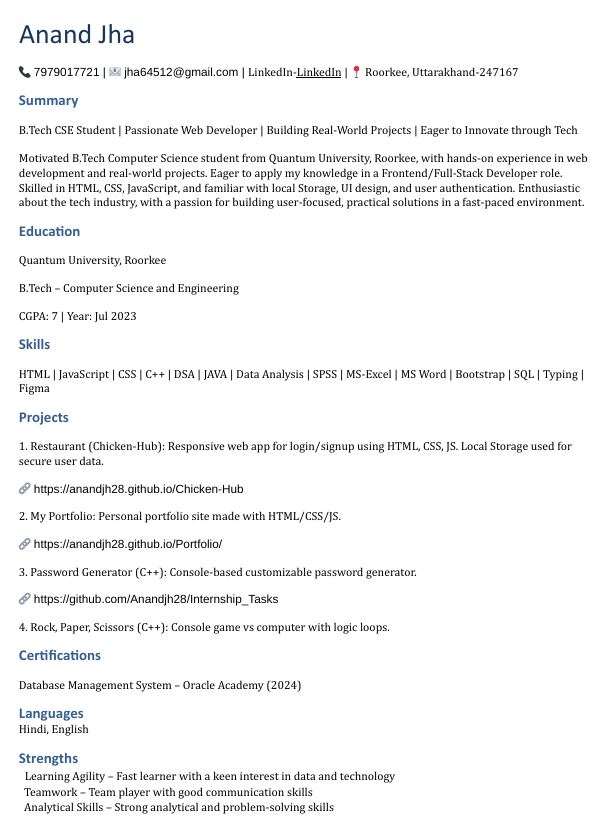 Anand Jha
📞 7979017721 | 📧 jha64512@gmail.com | LinkedIn-LinkedIn | 📍 Roorkee, Uttarakhand-247167
Summary
B.Tech CSE Student | Passionate Web Developer | Building Real-World Projects | Eager to Innovate through Tech
Motivated B.Tech Computer Science student from Quantum University, Roorkee, with hands-on experience in web
development and real-world projects. Eager to apply my knowledge in a Frontend/Full-Stack Developer role.
Skilled in HTML, CSS, JavaScript, and familiar with local Storage, UI design, and user authentication. Enthusiastic
about the tech industry, with a passion for building user-focused, practical solutions in a fast-paced environment.
Education
Quantum University, Roorkee
B.Tech – Computer Science and Engineering
CGPA: 7 | Year: Jul 2023
Skills
HTML | JavaScript | CSS | C++ | DSA | JAVA | Data Analysis | SPSS | MS-Excel | MS Word | Bootstrap | SQL | Typing |
Figma
Projects
1. Restaurant (Chicken-Hub): Responsive web app for login/signup using HTML, CSS, JS. Local Storage used for
secure user data.
🔗 https://anandjh28.github.io/Chicken-Hub
2. My Portfolio: Personal portfolio site made with HTML/CSS/JS.
🔗 https://anandjh28.github.io/Portfolio/
3. Password Generator (C++): Console-based customizable password generator.
🔗 https://github.com/Anandjh28/Internship_Tasks
4. Rock, Paper, Scissors (C++): Console game vs computer with logic loops.
Certifications
Database Management System – Oracle Academy (2024)
Languages
Hindi, English
Strengths
Learning Agility – Fast learner with a keen interest in data and technology
Teamwork – Team player with good communication skills
Analytical Skills – Strong analytical and problem-solving skills